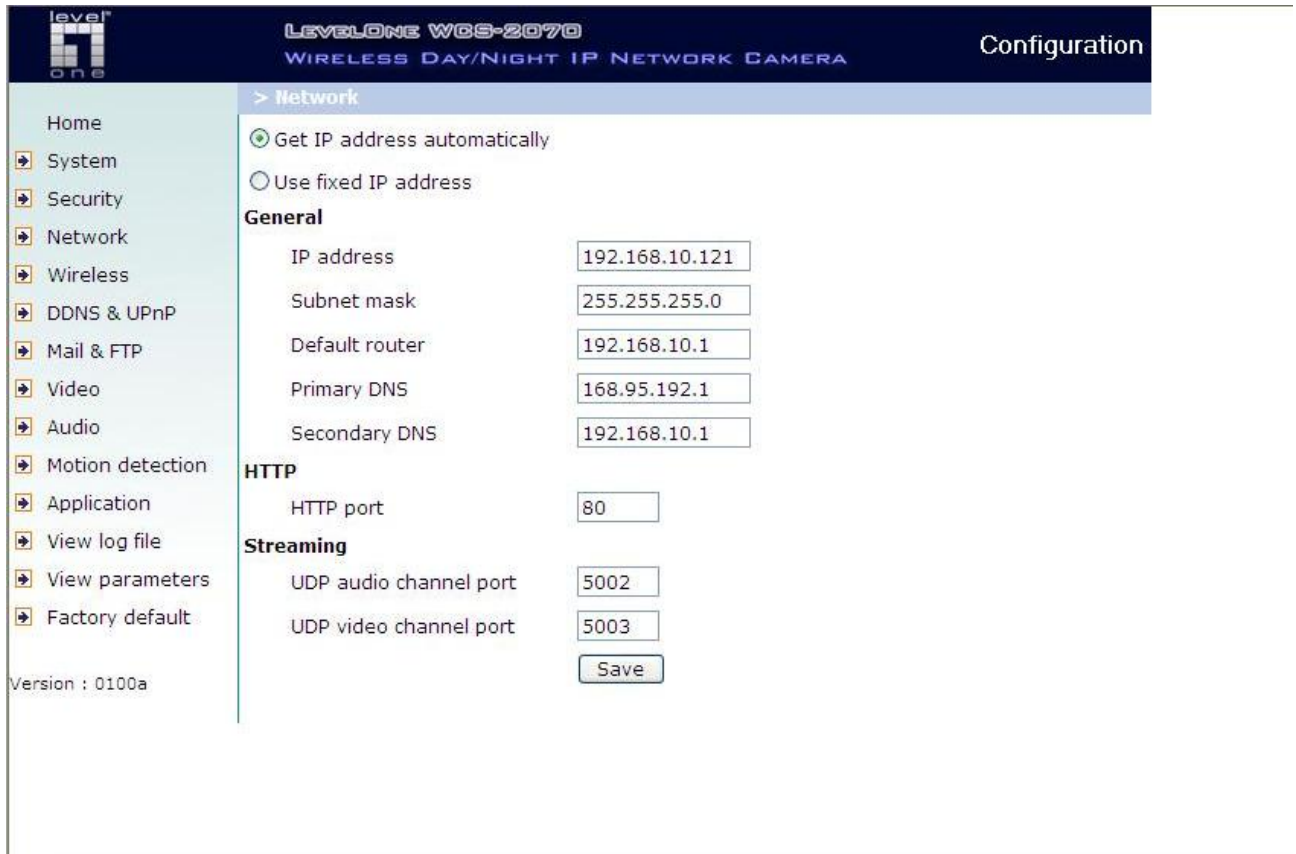 level one
LEVELONE WCS-2070
WIRELESS DAY/NIGHT IP NETWORK CAMERA
Configuration
Home
System
Security
Network
Wireless
DDNS & UPnP
Mail & FTP
Video
Audio
Motion detection
Application
View log file
View parameters
Factory default
Version : 0100a
> Network
Get IP address automatically
Use fixed IP address
General
IP address 192.168.10.121
Subnet mask 255.255.255.0
Default router 192.168.10.1
Primary DNS 168.95.192.1
Secondary DNS 192.168.10.1
HTTP
HTTP port 80
Streaming
UDP audio channel port 5002
UDP video channel port 5003
Save